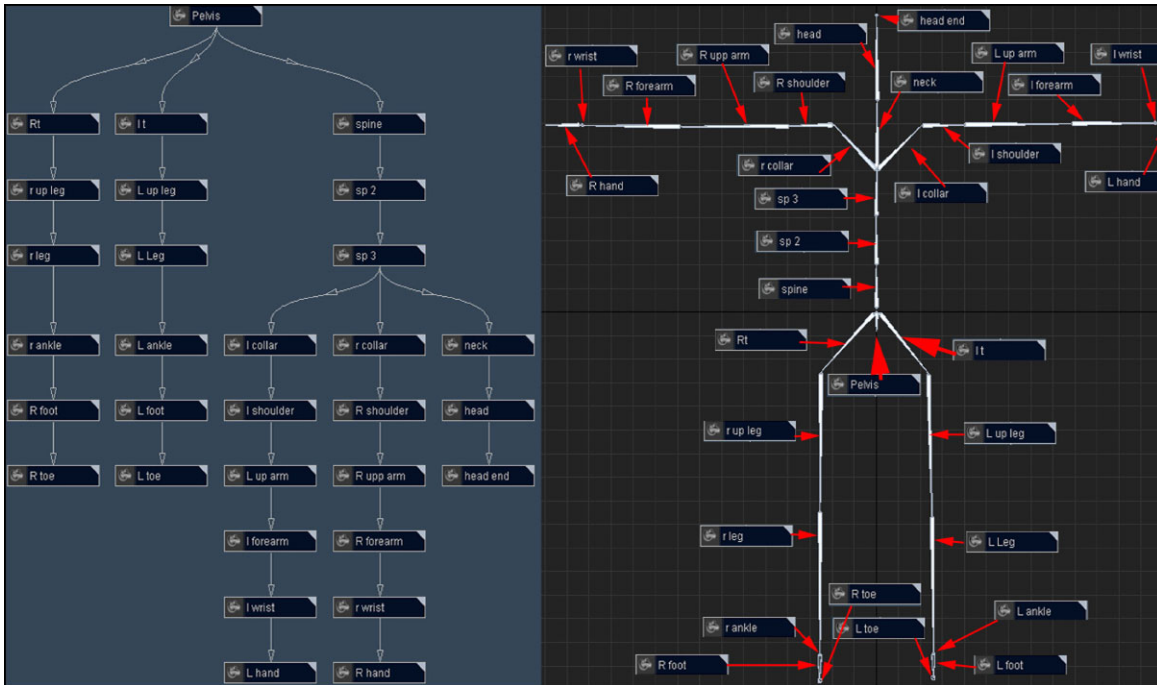 Pelvis
Rt
l t
spine
r up leg
L up leg
sp 2
r leg
L Leg
sp 3
r ankle
L ankle
l collar
r collar
neck
R foot
L foot
l shoulder
R shoulder
head
R toe
L toe
L up arm
R upp arm
head end
l forearm
R forearm
l wrist
r wrist
L hand
R hand
head end
head
r wrist
R upp arm
L up arm
l wrist
R forearm
R shoulder
neck
l forearm
l shoulder
r collar
R hand
l collar
L hand
sp 3
sp 2
spine
Rt
l t
Pelvis
r up leg
L up leg
r leg
L Leg
R toe
L ankle
r ankle
L toe
R foot
L foot